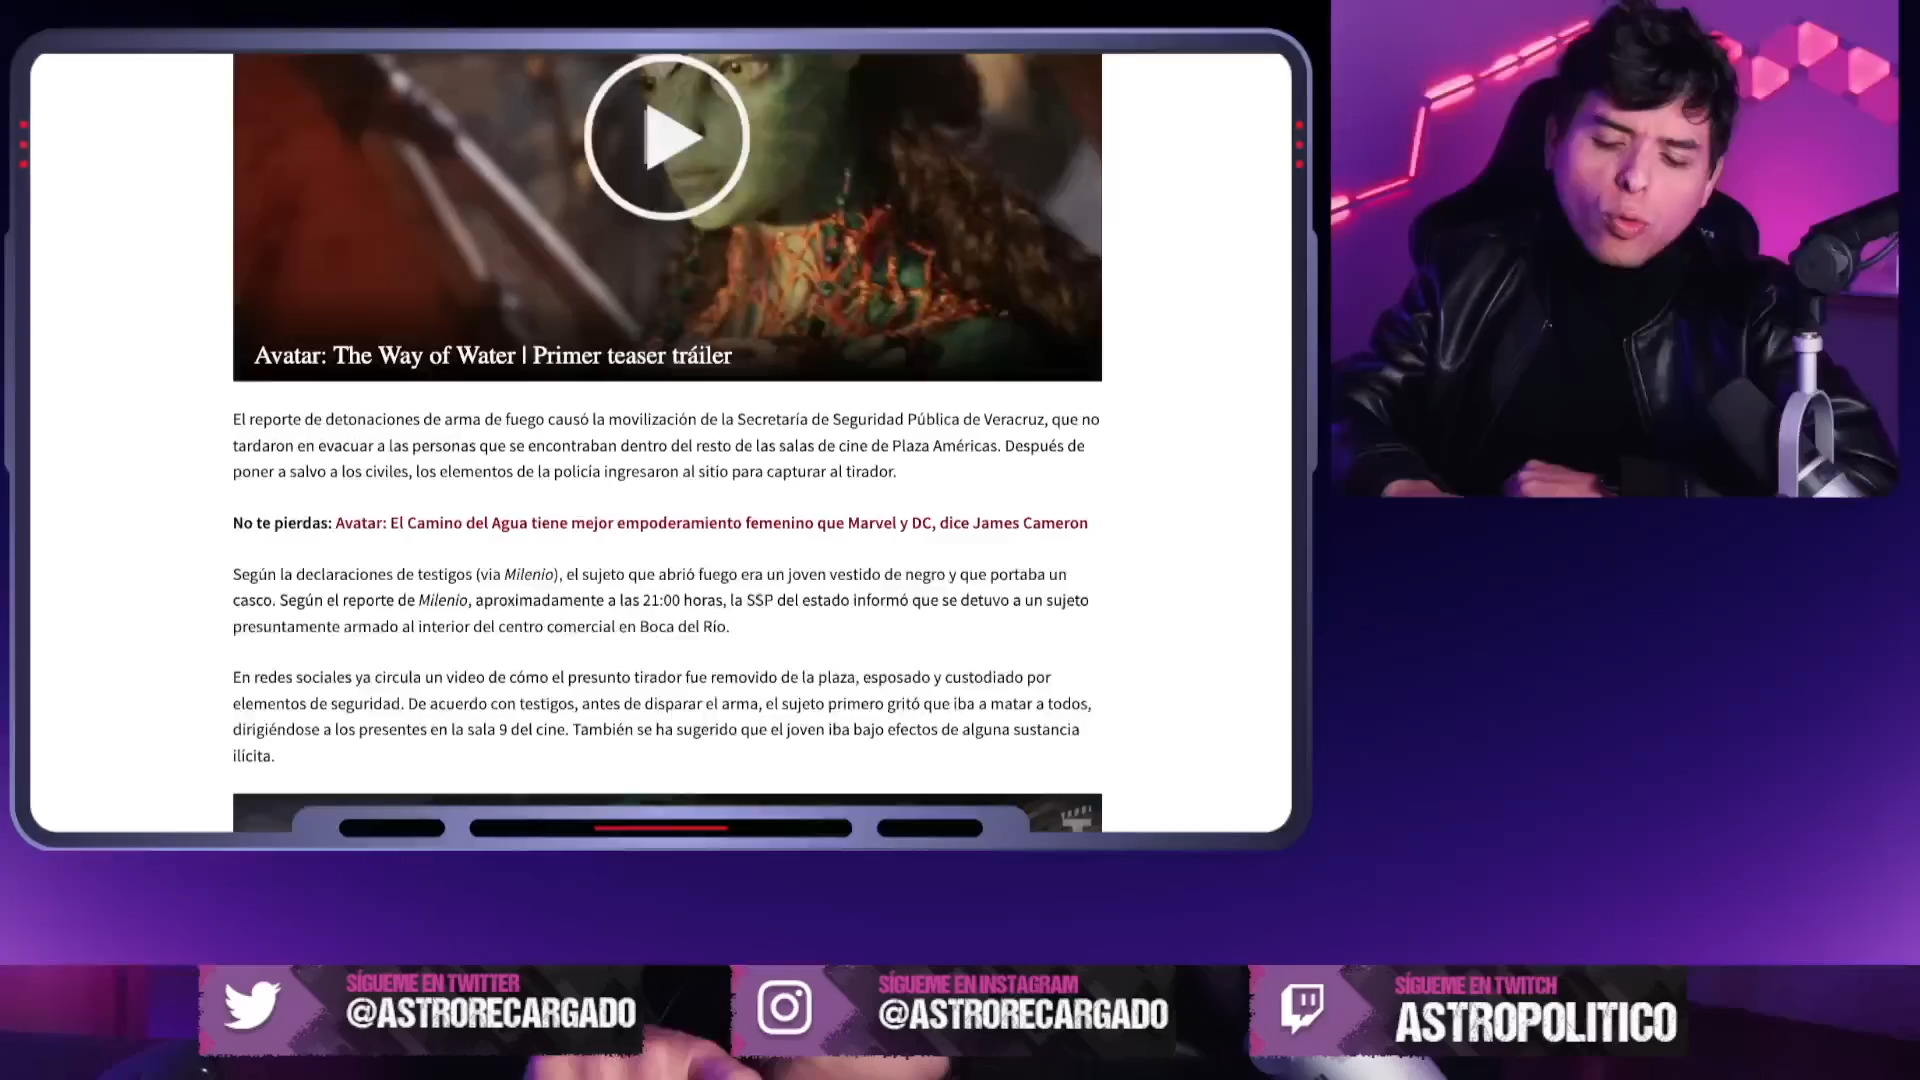 Avatar: The Way of Water | Primer teaser tráiler
El reporte de detonaciones de arma de fuego causó la movilización de la Secretaría de Seguridad Pública de Veracruz, que no
tardaron en evacuar a las personas que se encontraban dentro del resto de las salas de cine de Plaza Américas. Después de
poner a salvo a los civiles, los elementos de la policía ingresaron al sitio para capturar al tirador.
No te pierdas: Avatar: El Camino del Agua tiene mejor empoderamiento femenino que Marvel y DC, dice James Cameron
Según la declaraciones de testigos (via Milenio), el sujeto que abrió fuego era un joven vestido de negro y que portaba un
casco. Según el reporte de Milenio, aproximadamente a las 21:00 horas, la SSP del estado informó que se detuvo a un sujeto
presuntamente armado al interior del centro comercial en Boca del Río.
En redes sociales ya circula un video de cómo el presunto tirador fue removido de la plaza, esposado y custodiado por
elementos de seguridad. De acuerdo con testigos, antes de disparar el arma, el sujeto primero gritó que iba a matar a todos,
dirigiéndose a los presentes en la sala 9 del cine. También se ha sugerido que el joven iba bajo efectos de alguna sustancia
ilícita.
SÍGUEME EN TWITTER
@ASTRORECARGADO
SÍGUEME EN INSTAGRAM
@ASTRORECARGADO
SÍGUEME EN TWITCH
ASTROPOLITICO